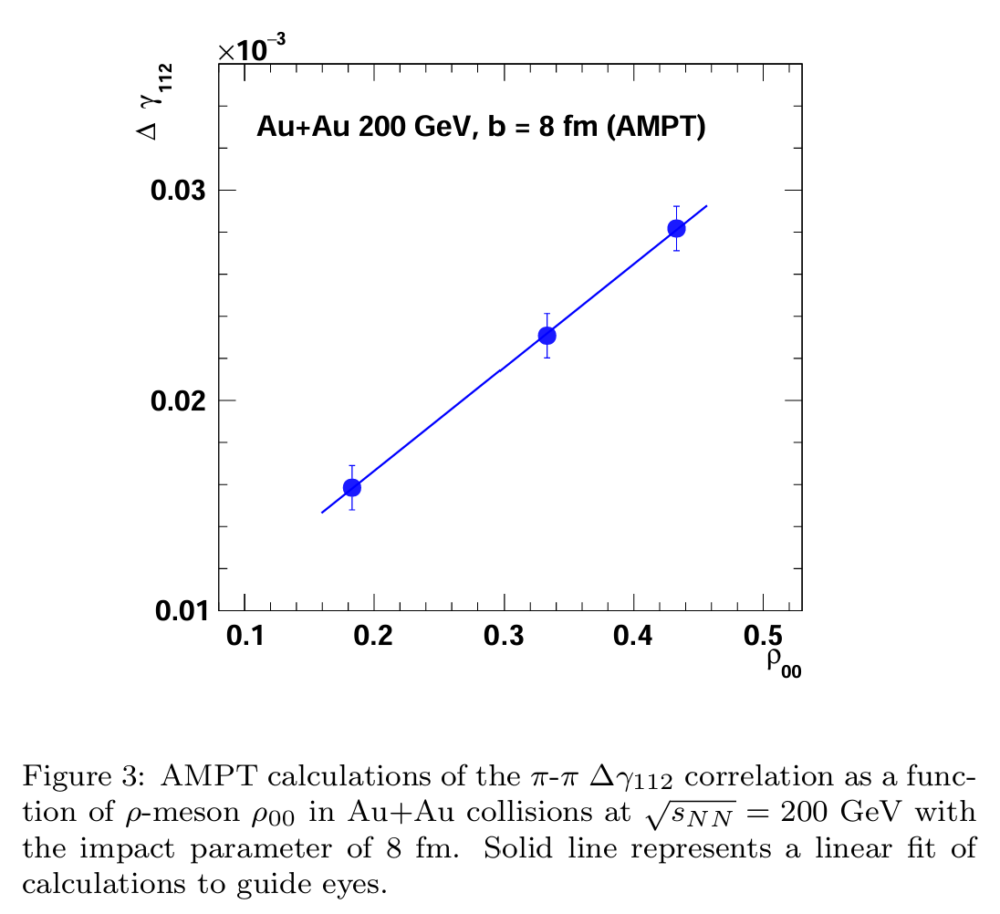 ×10⁻³
Δ γ₁₁₂
Au+Au 200 GeV, b = 8 fm (AMPT)
0.03
0.02
0.01
0.1 0.2 0.3 0.4 0.5
ρ₀₀
Figure 3: AMPT calculations of the π-π Δγ₁₁₂ correlation as a func-
tion of ρ-meson ρ₀₀ in Au+Au collisions at √s_NN = 200 GeV with
the impact parameter of 8 fm. Solid line represents a linear fit of
calculations to guide eyes.